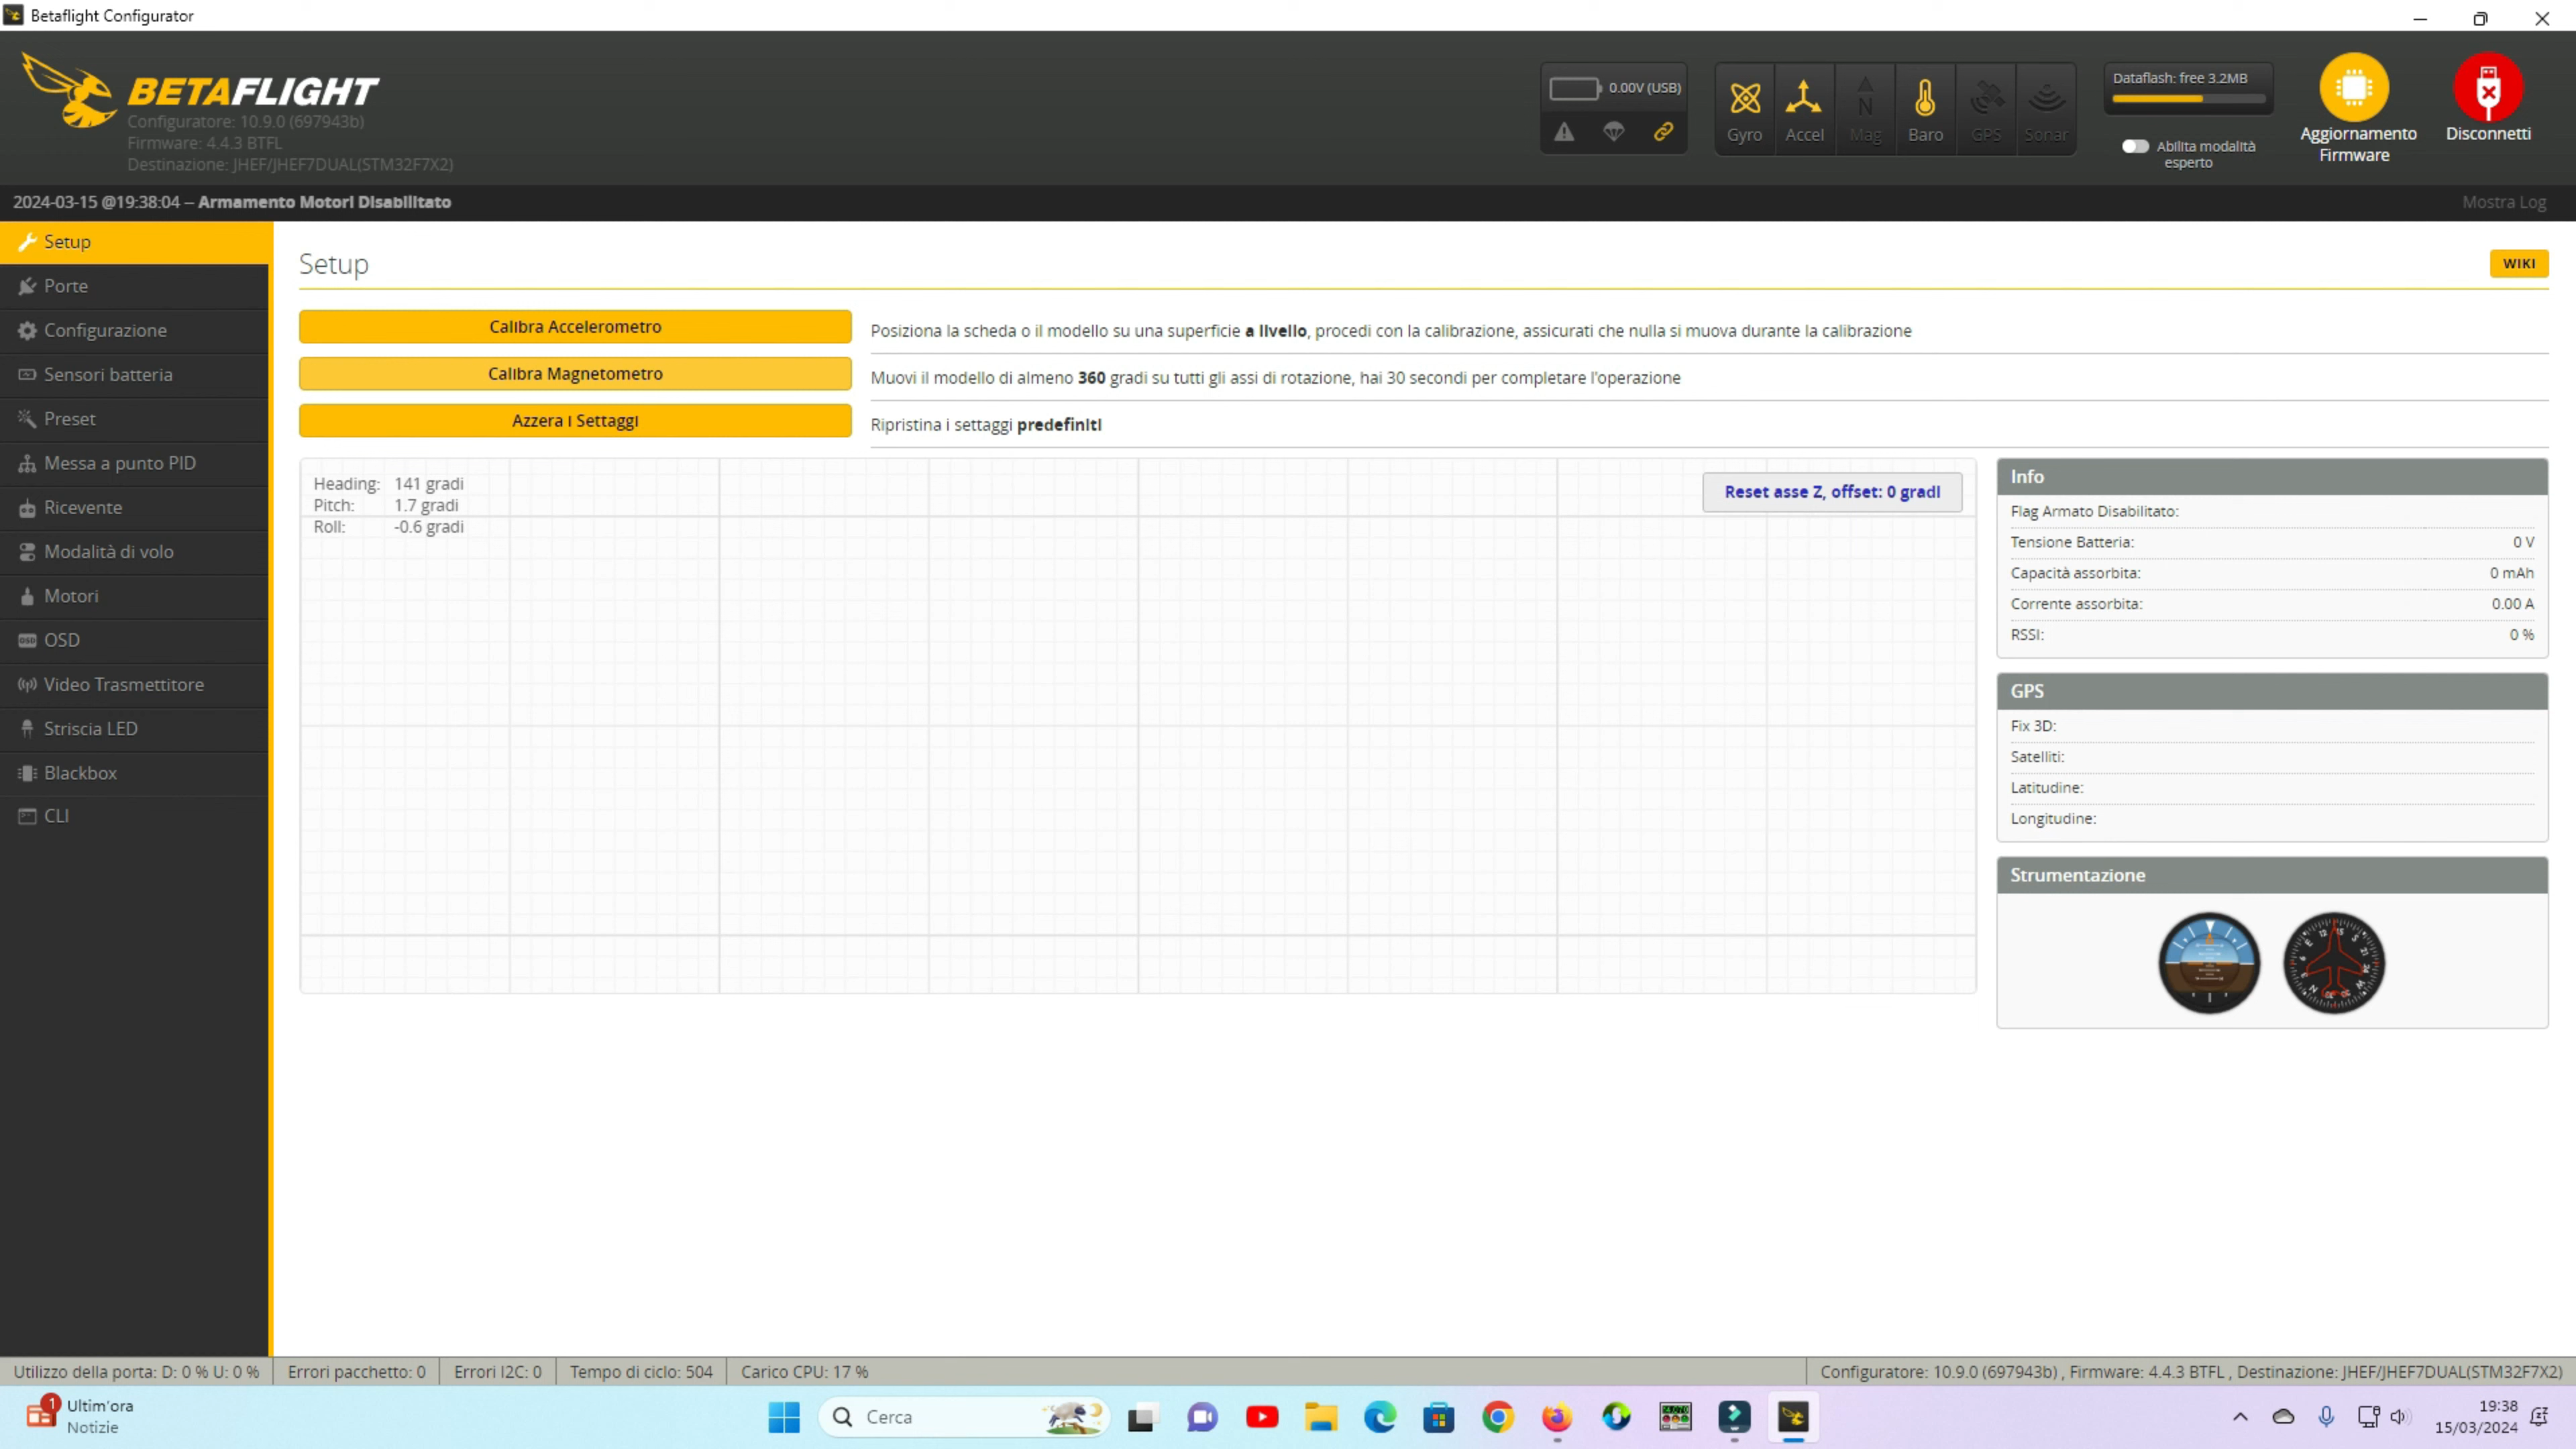 Betaflight Configurator
BETAFLIGHT
Configuratore: 10.9.0 (697943b)
Firmware: 4.4.3 BTFL
Destinazione: JHEF/JHEF7DUAL(STM32F7X2)
0.00V (USB)
Gyro
Accel
Mag
Baro
GPS
Sonar
Dataflash: free 3.2MB
Abilita modalità
esperto
Aggiornamento
Firmware
Disconnetti
2024-03-15 @19:38:04 -- Armamento Motori Disabilitato
Mostra Log
Setup
Porte
Configurazione
Sensori batteria
Preset
Messa a punto PID
Ricevente
Modalità di volo
Motori
OSD
Video Trasmettitore
Striscia LED
Blackbox
CLI
Setup
WIKI
Calibra Accelerometro
Posiziona la scheda o il modello su una superficie a livello, procedi con la calibrazione, assicurati che nulla si muova durante la calibrazione
Calibra Magnetometro
Muovi il modello di almeno 360 gradi su tutti gli assi di rotazione, hai 30 secondi per completare l'operazione
Azzera i Settaggi
Ripristina i settaggi predefiniti
Heading: 141 gradi
Pitch: 1.7 gradi
Roll: -0.6 gradi
Reset asse Z, offset: 0 gradi
Info
Flag Armato Disabilitato:
Tensione Batteria: 0 V
Capacità assorbita: 0 mAh
Corrente assorbita: 0.00 A
RSSI: 0 %
GPS
Fix 3D:
Satelliti:
Latitudine:
Longitudine:
Strumentazione
Utilizzo della porta: D: 0 % U: 0 %
Errori pacchetto: 0
Errori I2C: 0
Tempo di ciclo: 504
Carico CPU: 17 %
Configuratore: 10.9.0 (697943b) , Firmware: 4.4.3 BTFL , Destinazione: JHEF/JHEF7DUAL(STM32F7X2)
1
Ultim'ora
Notizie
Cerca
19:38
15/03/2024